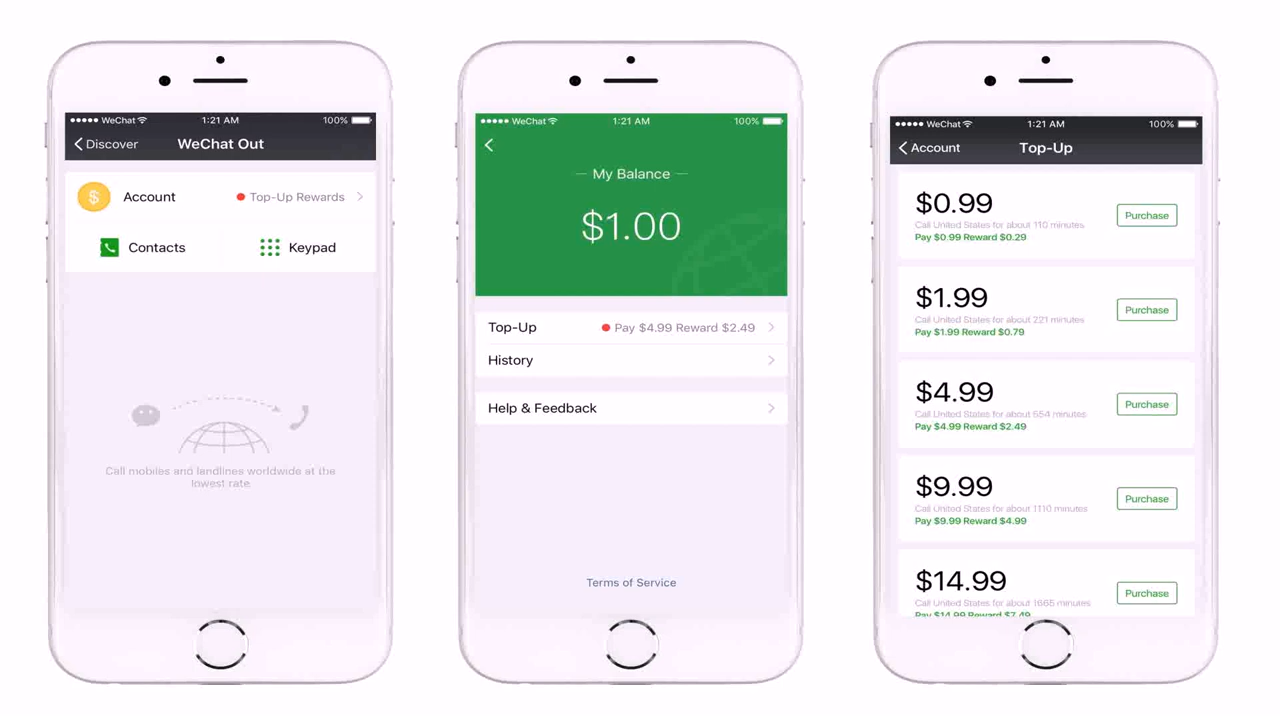 WeChat
1:21 AM
100%
Discover
WeChat Out
$
Account
Top-Up Rewards
Contacts
Keypad
Call mobiles and landlines worldwide at the
lowest rate
WeChat
1:21 AM
100%
My Balance
$1.00
Top-Up
Pay $4.99 Reward $2.49
History
Help & Feedback
Terms of Service
WeChat
1:21 AM
100%
Account
Top-Up
$0.99
Call United States for about 110 minutes
Pay $0.99 Reward $0.29
Purchase
$1.99
Call United States for about 221 minutes
Pay $1.99 Reward $0.79
Purchase
$4.99
Call United States for about 554 minutes
Pay $4.99 Reward $2.49
Purchase
$9.99
Call United States for about 1110 minutes
Pay $9.99 Reward $4.99
Purchase
$14.99
Call United States for about 1665 minutes
Pay $14.99 Reward $7.49
Purchase